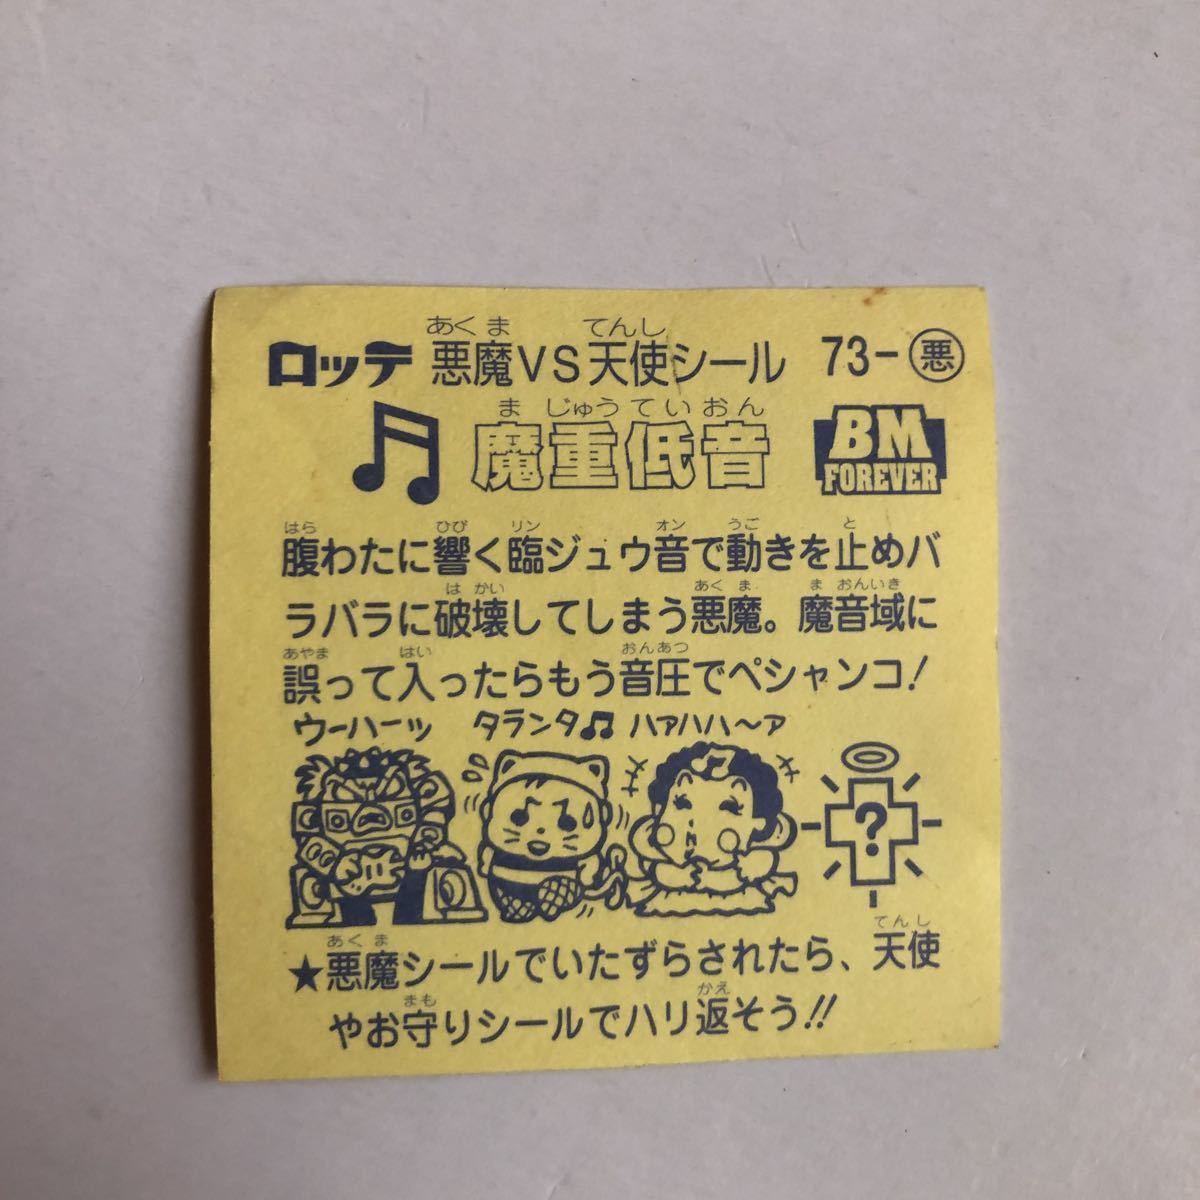 ロッテ 悪魔VS天使シール 73-悪
あくま てんし
♫ 魔重低音 BM FOREVER
ま じゅうていおん
はら ひび リン オン うご と
腹わたに響く臨ジュウ音で動きを止めバ
は かい あく ま ま おんいき
ラバラに破壊してしまう悪魔。魔音域に
あやま はい おんあつ
誤って入ったらもう音圧でペシャンコ!
ウーハーッ タランタ♫ ハァハハ〜ァ
?
あく ま てんし
★悪魔シールでいたずらされたら、天使
まも かえ
やお守りシールでハリ返そう!!